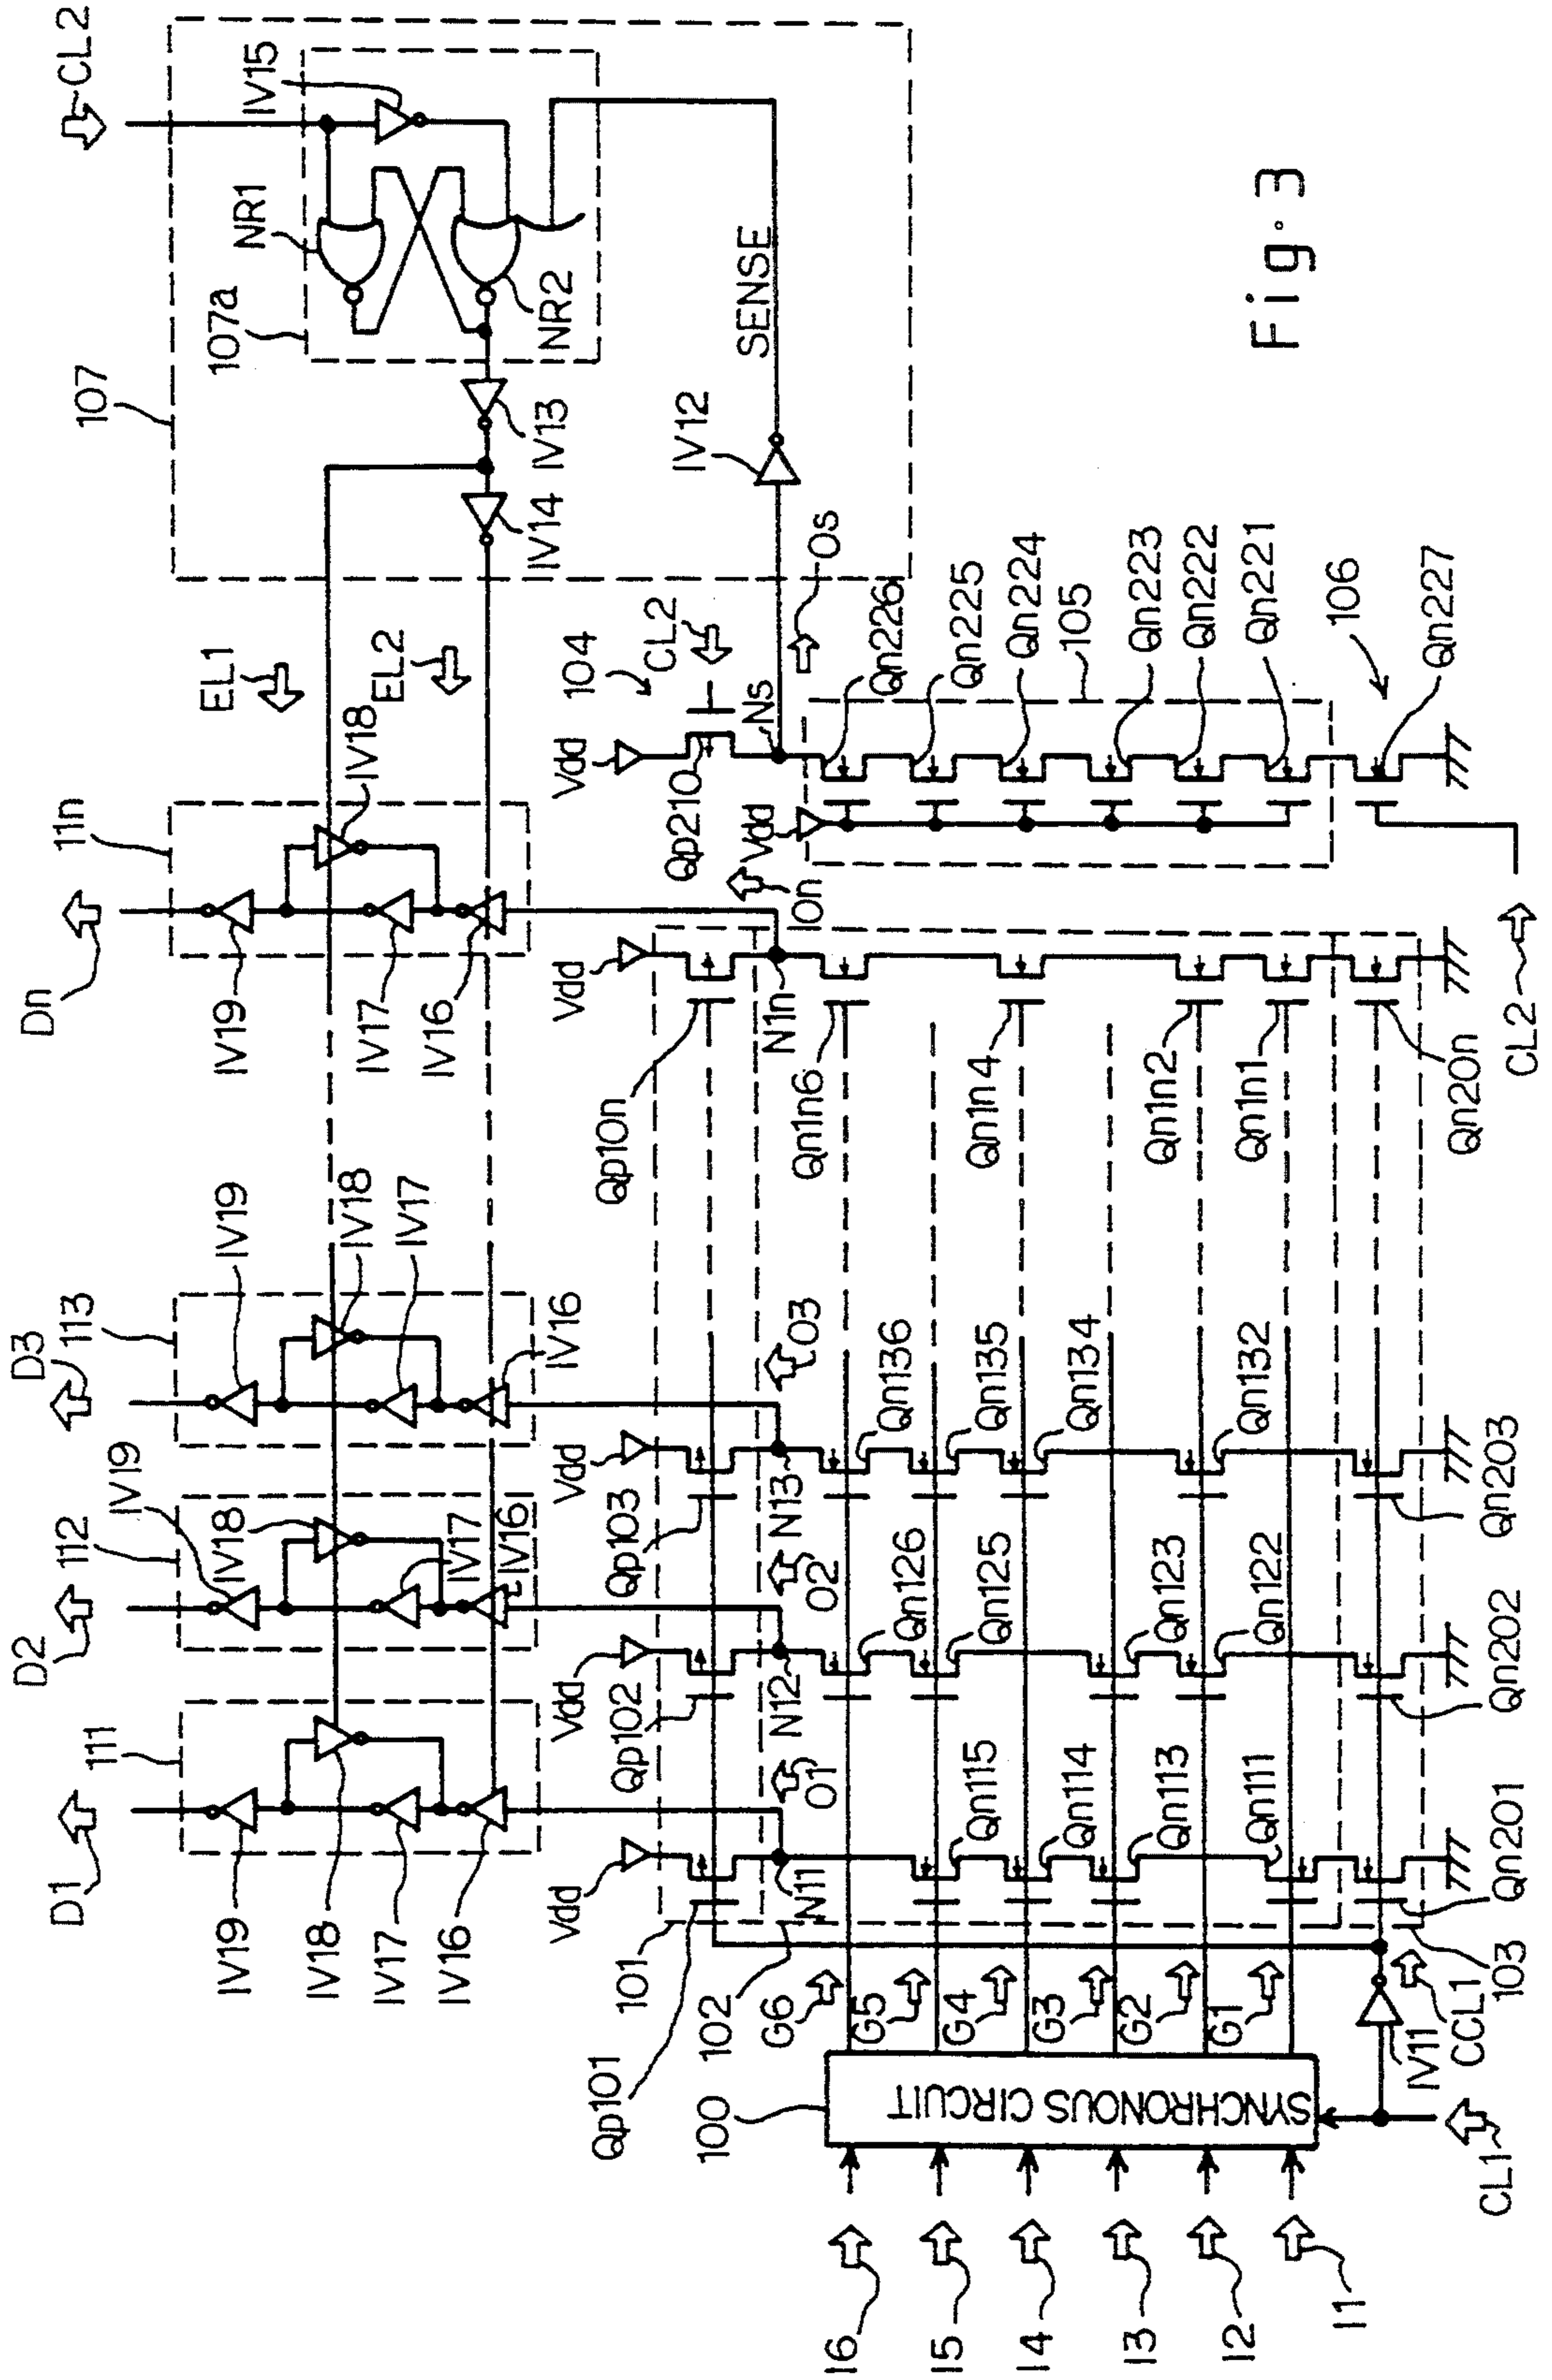 CL2
107
107a
NR1
IV15
NR2
IV13
IV14
IV12
SENSE
EL1
EL2
Fig. 3
Dn
11n
IV19
IV18
IV17
IV16
D3
113
IV19
IV18
IV17
IV16
D2
112
IV19
IV18
IV17
IV16
D1
111
IV19
IV18
IV17
IV16
104
CL2
Vdd
Qp210
Ns
Os
Vdd
Qn226
Qn225
Qn224
Qn223
Qn222
Qn221
105
106
Qn227
CL2
10n
Vdd
Qp10n
N1n
Qn1n6
Qn1n4
Qn1n2
Qn1n1
Qn20n
Vdd
Qp103
N13
O3
Qn136
Qn135
Qn134
Qn132
Qn203
Vdd
Qp102
N12
O2
Qn126
Qn125
Qn123
Qn122
Qn202
Vdd
Qp101
N11
O1
Qn115
Qn114
Qn113
Qn111
Qn201
101
102
103
G6
G5
G4
G3
G2
G1
CCL1
IV11
100
SYNCHRONOUS CIRCUIT
CL1
I6
I5
I4
I3
I2
I1